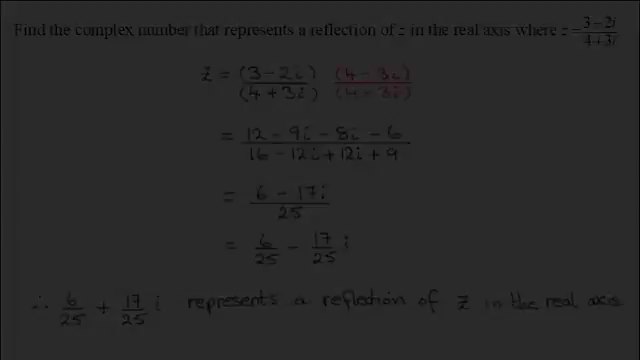 Find the complex number that represents a reflection of z in the real axis where z = (3 − 2i)/(4 + 3i)
z = (3 − 2i)/(4 + 3i) (4 − 3i)/(4 − 3i)
= (12 − 9i − 8i − 6)/(16 − 12i + 12i + 9)
= (6 − 17i)/25
= 6/25 − 17/25 i
∴ 6/25 + 17/25 i represents a reflection of z in the real axis